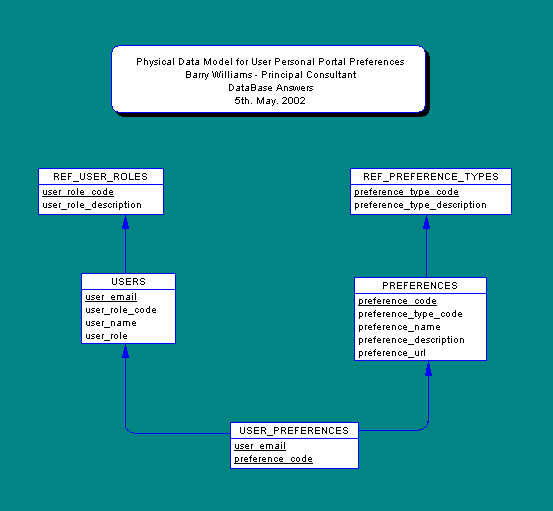 Physical Data Model for User Personal Portal Preferences
Barry Williams - Principal Consultant
DataBase Answers
5th. May. 2002
REF_USER_ROLES
user_role_code
user_role_description
REF_PREFERENCE_TYPES
preference_type_code
preference_type_description
USERS
user_email
user_role_code
user_name
user_role
PREFERENCES
preference_code
preference_type_code
preference_name
preference_description
preference_url
USER_PREFERENCES
user_email
preference_code